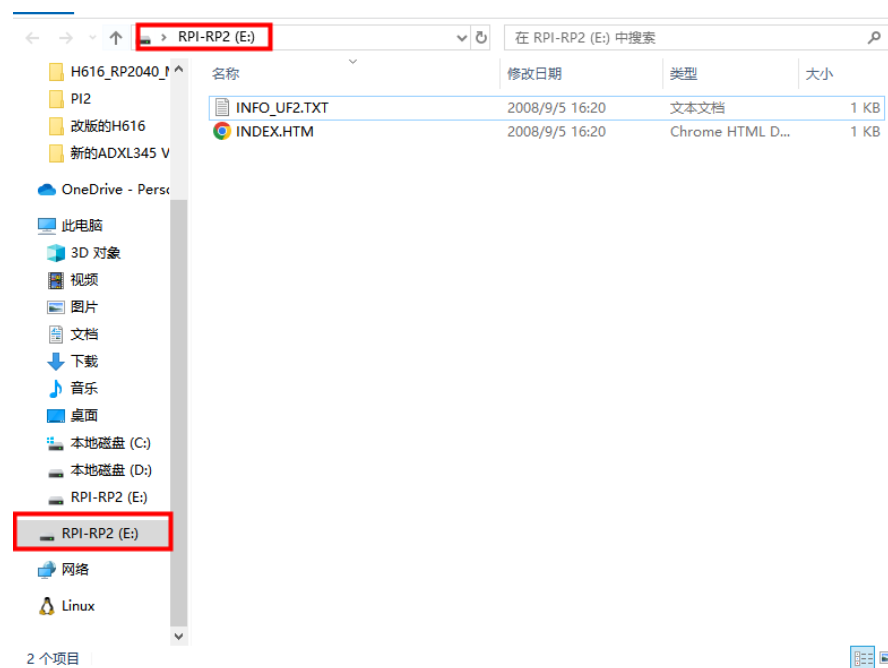 RPI-RP2 (E:)
在 RPI-RP2 (E:) 中搜索
名称 修改日期 类型 大小
INFO_UF2.TXT 2008/9/5 16:20 文本文档 1 KB
INDEX.HTM 2008/9/5 16:20 Chrome HTML D... 1 KB
H616_RP2040_
PI2
改版的H616
新的ADXL345 V
OneDrive - Perso
此电脑
3D 对象
视频
图片
文档
下载
音乐
桌面
本地磁盘 (C:)
本地磁盘 (D:)
RPI-RP2 (E:)
RPI-RP2 (E:)
网络
Linux
2 个项目